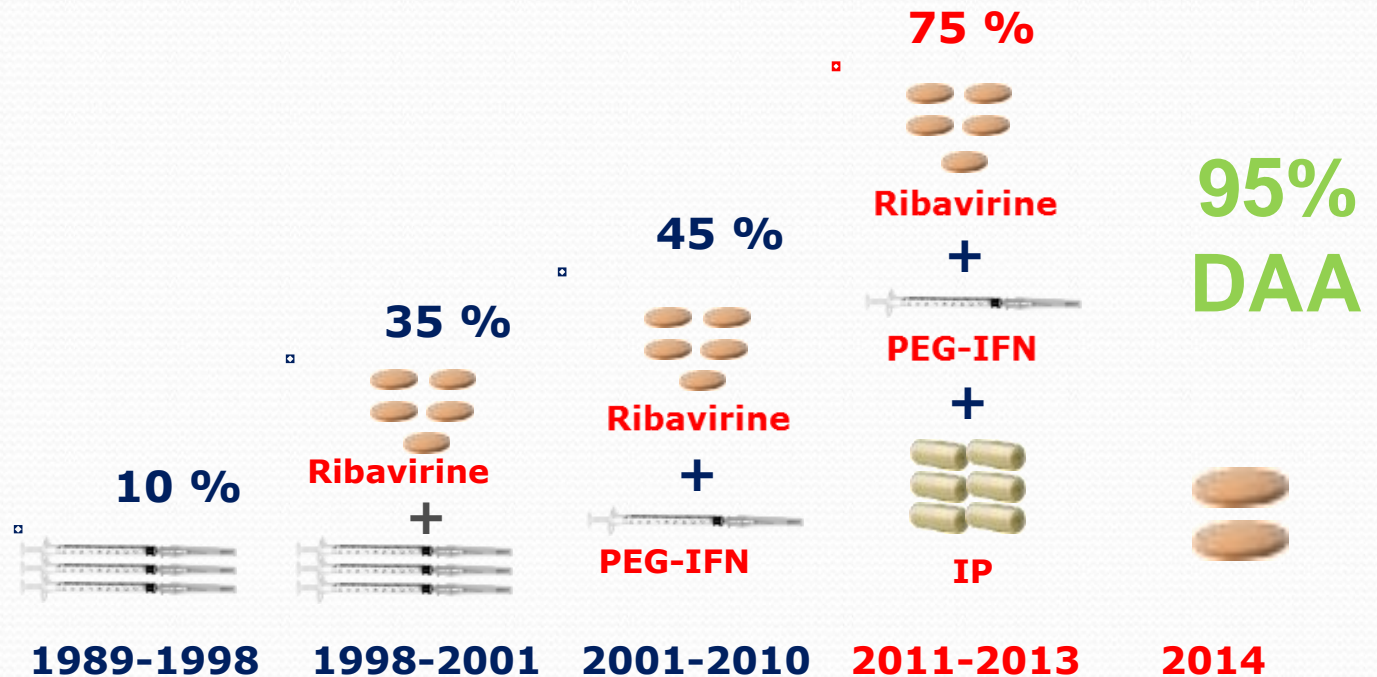 75 %
Ribavirine
+
PEG-IFN
+
IP
95%
DAA
45 %
Ribavirine
+
PEG-IFN
35 %
Ribavirine
+
10 %
1989-1998 1998-2001 2001-2010 2011-2013 2014